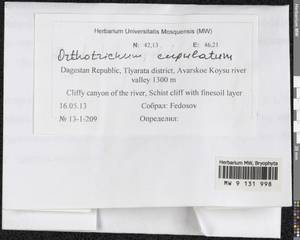 Herbarium Universitatis Mosquensis (MW)
N: 42,13 E: 46,21
Orthotrichum cupulatum
Dagestan Republic, Tlyarata district, Avarskoe Koysu river
valley 1300 m
Cliffy canyon of the river, Schist cliff with finesoil layer
16.05.13 Собрал: Fedosov
№ 13-1-209 Определил:
Herbarium MW, Bryophyta
MW 9 131 998